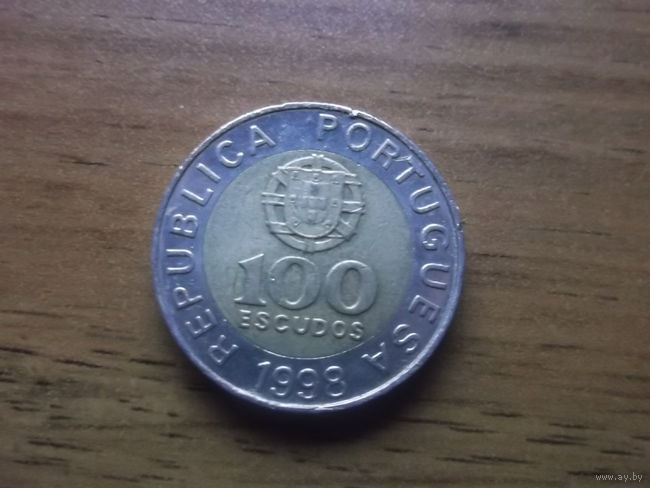 REPUBLICA PORTUGUESA
100
ESCUDOS
1998
www.ay.by